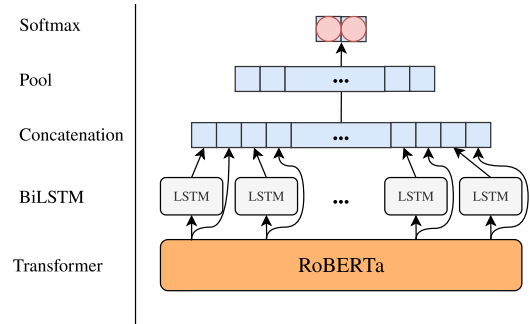 Softmax
Pool
...
Concatenation
...
BiLSTM
LSTM LSTM ... LSTM LSTM
Transformer
RoBERTa